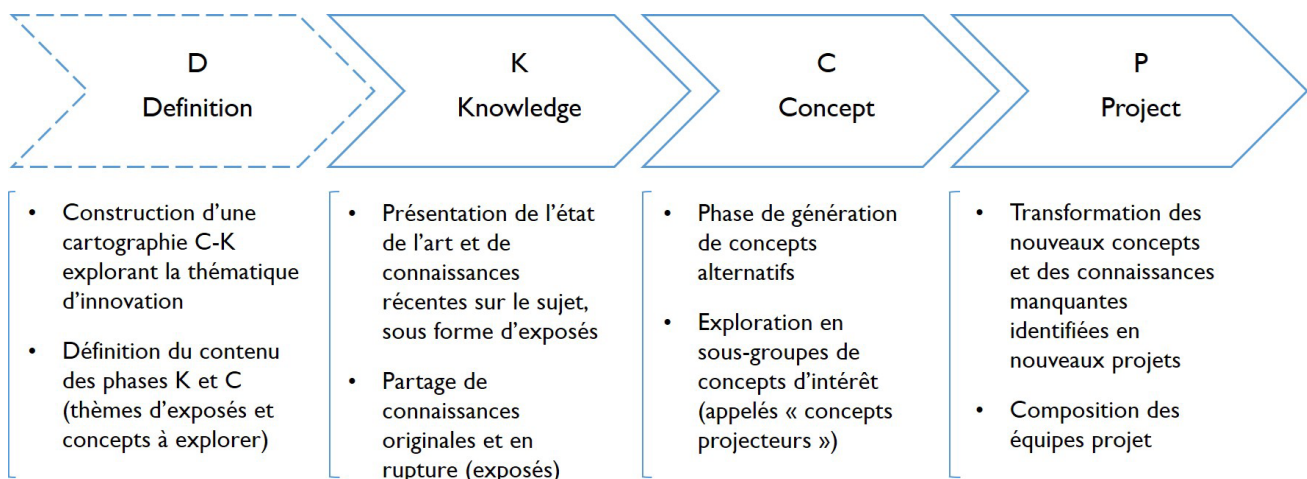 D
Definition
K
Knowledge
C
Concept
P
Project
• Construction d’une
cartographie C-K
explorant la thématique
d’innovation
• Définition du contenu
des phases K et C
(thèmes d’exposés et
concepts à explorer)
• Présentation de l’état
de l’art et de
connaissances
récentes sur le sujet,
sous forme d’exposés
• Partage de
connaissances
originales et en
rupture (exposés)
• Phase de génération
de concepts
alternatifs
• Exploration en
sous-groupes de
concepts d’intérêt
(appelés « concepts
projecteurs »)
• Transformation des
nouveaux concepts
et des connaissances
manquantes
identifiées en
nouveaux projets
• Composition des
équipes projet